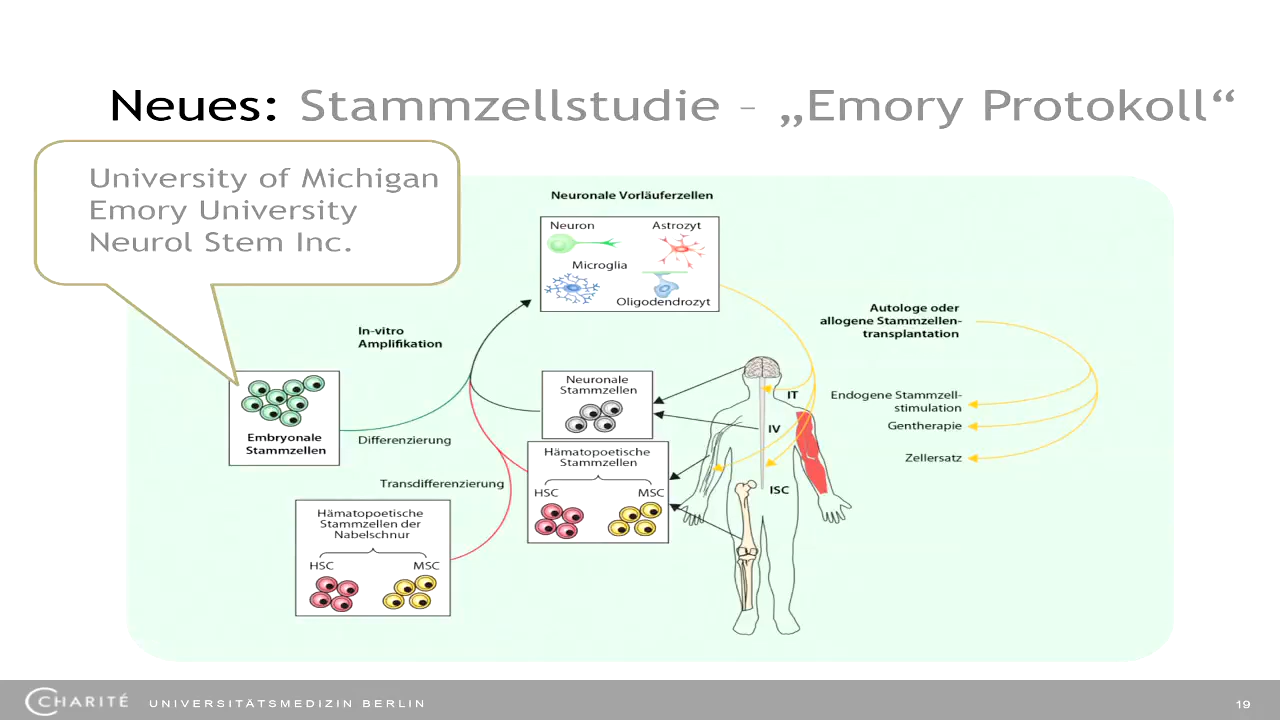 Neues: Stammzellstudie – „Emory Protokoll“
University of Michigan
Emory University
Neurol Stem Inc.
Neuronale Vorläuferzellen
Neuron
Astrozyt
Microglia
Oligodendrozyt
In-vitro
Amplifikation
Autologe oder
allogene Stammzellen-
transplantation
Embryonale
Stammzellen
Differenzierung
Neuronale
Stammzellen
IT
IV
ISC
Endogene Stammzell-
stimulation
Gentherapie
Zellersatz
Hämatopoetische
Stammzellen
HSC
MSC
Transdifferenzierung
Hämatopoetische
Stammzellen der
Nabelschnur
HSC
MSC
CHARITÉ UNIVERSITÄTSMEDIZIN BERLIN
19